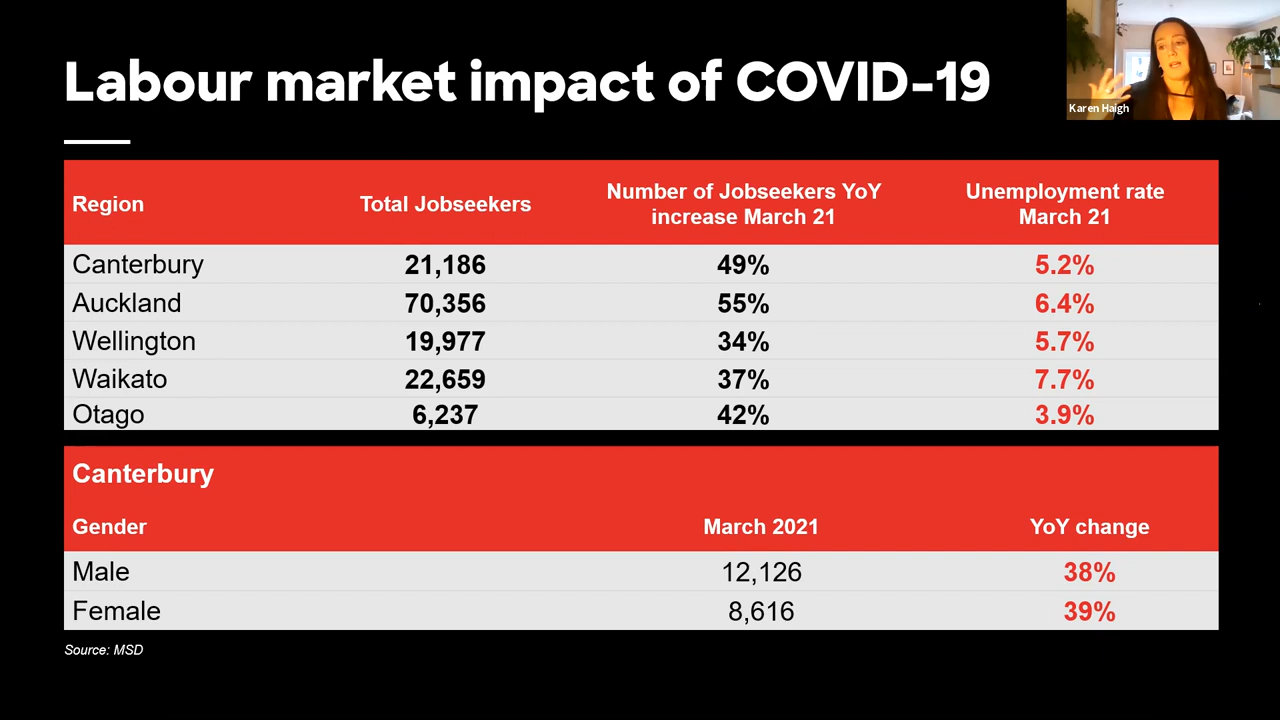 Labour market impact of COVID-19
Karen Haigh
Region Total Jobseekers Number of Jobseekers YoY increase March 21 Unemployment rate March 21
Canterbury 21,186 49% 5.2%
Auckland 70,356 55% 6.4%
Wellington 19,977 34% 5.7%
Waikato 22,659 37% 7.7%
Otago 6,237 42% 3.9%
Canterbury
Gender March 2021 YoY change
Male 12,126 38%
Female 8,616 39%
Source: MSD